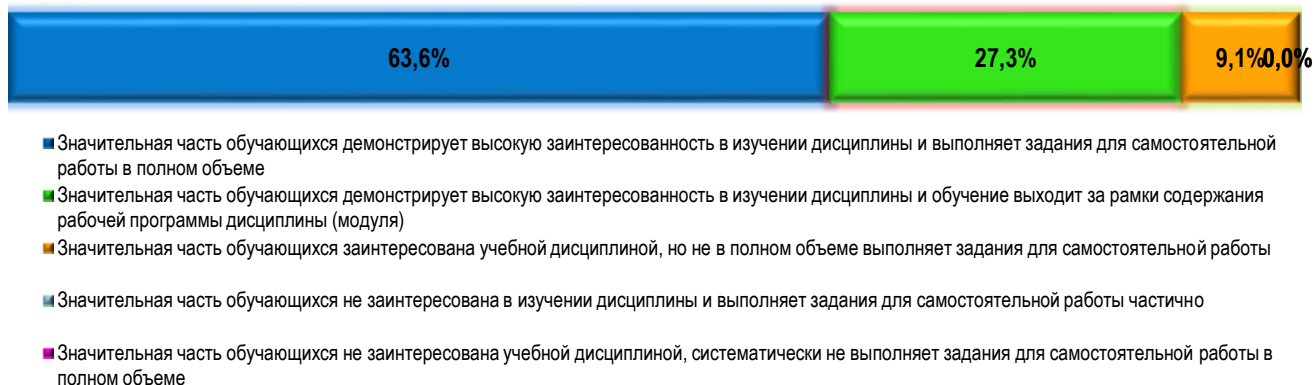 63,6% 27,3% 9,1% 0,0%
Значительная часть обучающихся демонстрирует высокую заинтересованность в изучении дисциплины и выполняет задания для самостоятельной
работы в полном объеме
Значительная часть обучающихся демонстрирует высокую заинтересованность в изучении дисциплины и обучение выходит за рамки содержания
рабочей программы дисциплины (модуля)
Значительная часть обучающихся заинтересована учебной дисциплиной, но не в полном объеме выполняет задания для самостоятельной работы
Значительная часть обучающихся не заинтересована в изучении дисциплины и выполняет задания для самостоятельной работы частично
Значительная часть обучающихся не заинтересована учебной дисциплиной, систематически не выполняет задания для самостоятельной работы в
полном объеме